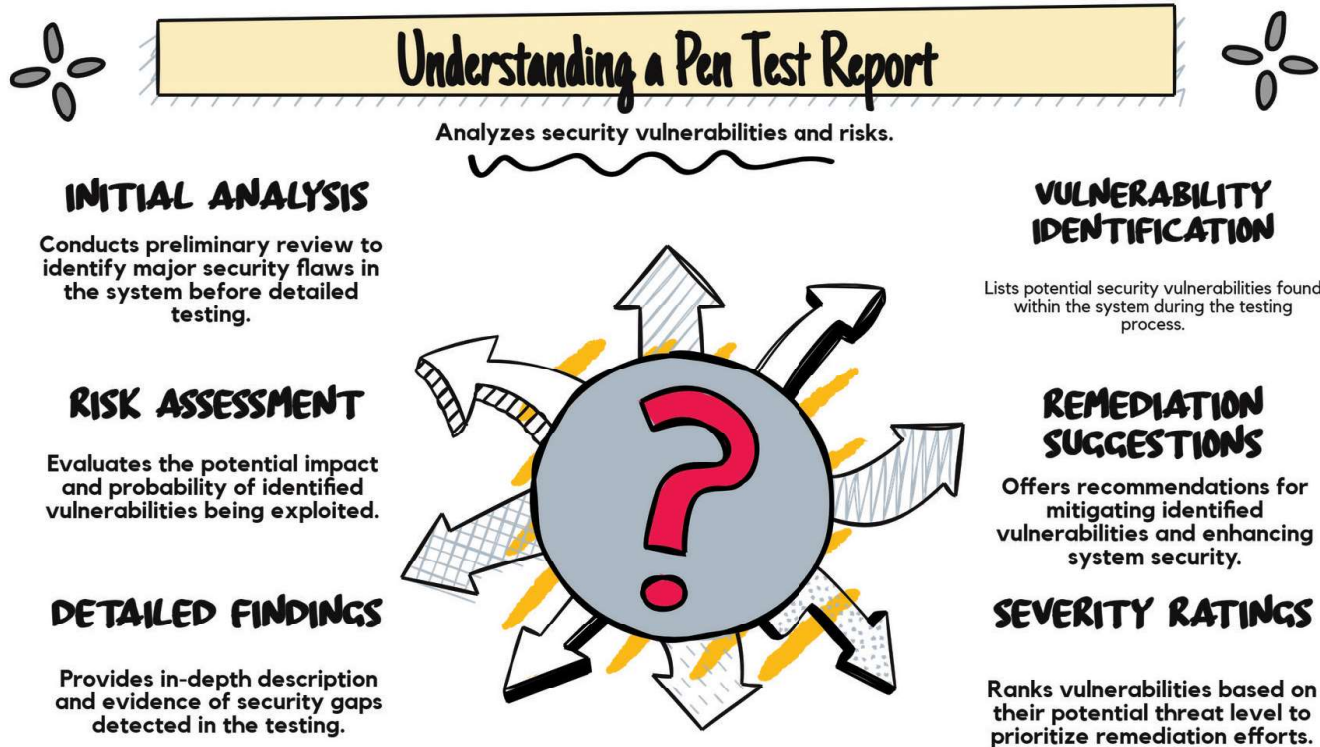 Understanding a Pen Test Report
Analyzes security vulnerabilities and risks.
INITIAL ANALYSIS
Conducts preliminary review to
identify major security flaws in
the system before detailed
testing.
RISK ASSESSMENT
Evaluates the potential impact
and probability of identified
vulnerabilities being exploited.
DETAILED FINDINGS
Provides in-depth description
and evidence of security gaps
detected in the testing.
?
VULNERABILITY
IDENTIFICATION
Lists potential security vulnerabilities found
within the system during the testing
process.
REMEDIATION
SUGGESTIONS
Offers recommendations for
mitigating identified
vulnerabilities and enhancing
system security.
SEVERITY RATINGS
Ranks vulnerabilities based on
their potential threat level to
prioritize remediation efforts.